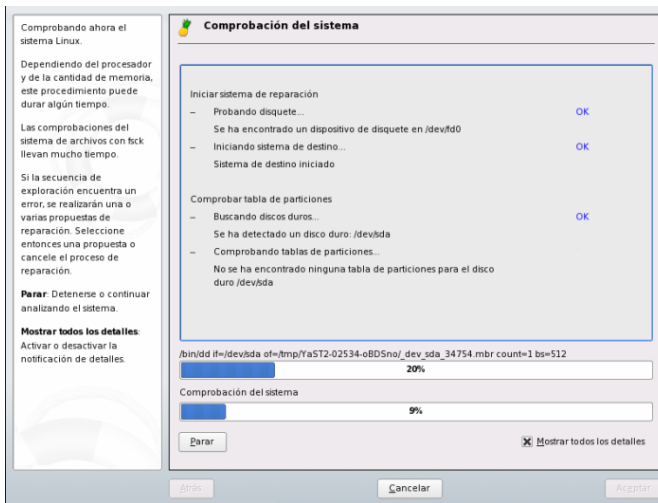 Comprobando ahora el
sistema Linux.
Dependiendo del procesador
y de la cantidad de memoria,
este procedimiento puede
durar algún tiempo.
Las comprobaciones del
sistema de archivos con fsck
llevan mucho tiempo.
Si la secuencia de
exploración encuentra un
error, se realizarán una o
varias propuestas de
reparación. Seleccione
entonces una propuesta o
cancele el proceso de
reparación.
Parar: Detenerse o continuar
analizando el sistema.
Mostrar todos los detalles:
Activar o desactivar la
notificación de detalles.
Comprobación del sistema
Iniciar sistema de reparación
– Probando disquete... OK
Se ha encontrado un dispositivo de disquete en /dev/fd0
– Iniciando sistema de destino... OK
Sistema de destino iniciado
Comprobar tabla de particiones
– Buscando discos duros... OK
Se ha detectado un disco duro: /dev/sda
– Comprobando tablas de particiones...
No se ha encontrado ninguna tabla de particiones para el disco
duro /dev/sda
/bin/dd if=/dev/sda of=/tmp/YaST2-02534-oBDSno/_dev_sda_34754.mbr count=1 bs=512
20%
Comprobación del sistema
9%
Parar
Mostrar todos los detalles
Atrás
Cancelar
Aceptar